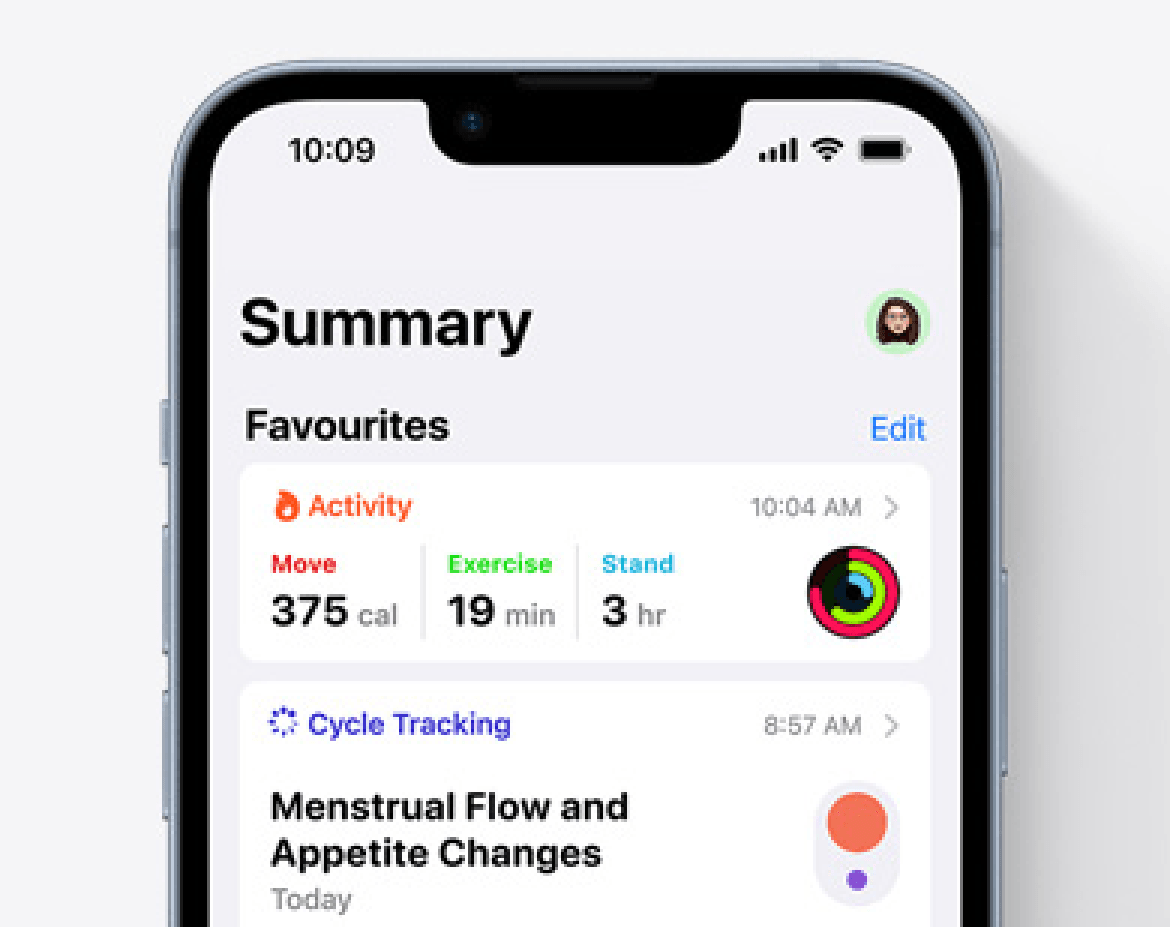 10:09
Summary
Favourites
Edit
Activity
10:04 AM
Move
Exercise
Stand
375 cal
19 min
3 hr
Cycle Tracking
8:57 AM
Menstrual Flow and
Appetite Changes
Today